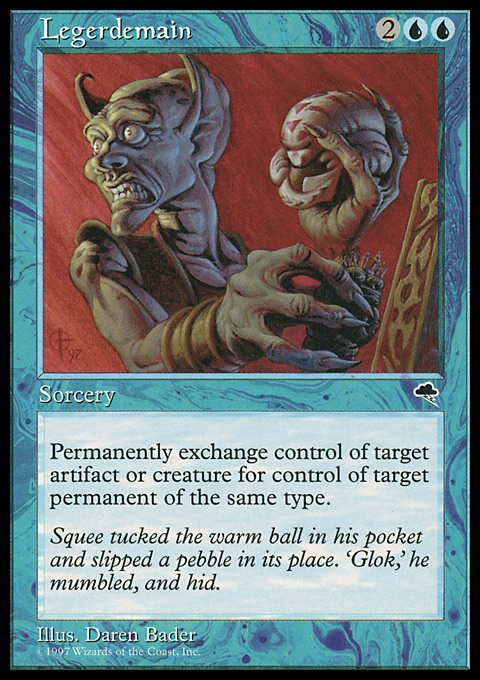 Legerdemain 2
'97
Sorcery
Permanently exchange control of target
artifact or creature for control of target
permanent of the same type.
Squee tucked the warm ball in his pocket
and slipped a pebble in its place. ‘Glok,’ he
mumbled, and hid.
Illus. Daren Bader
©1997 Wizards of the Coast, Inc.